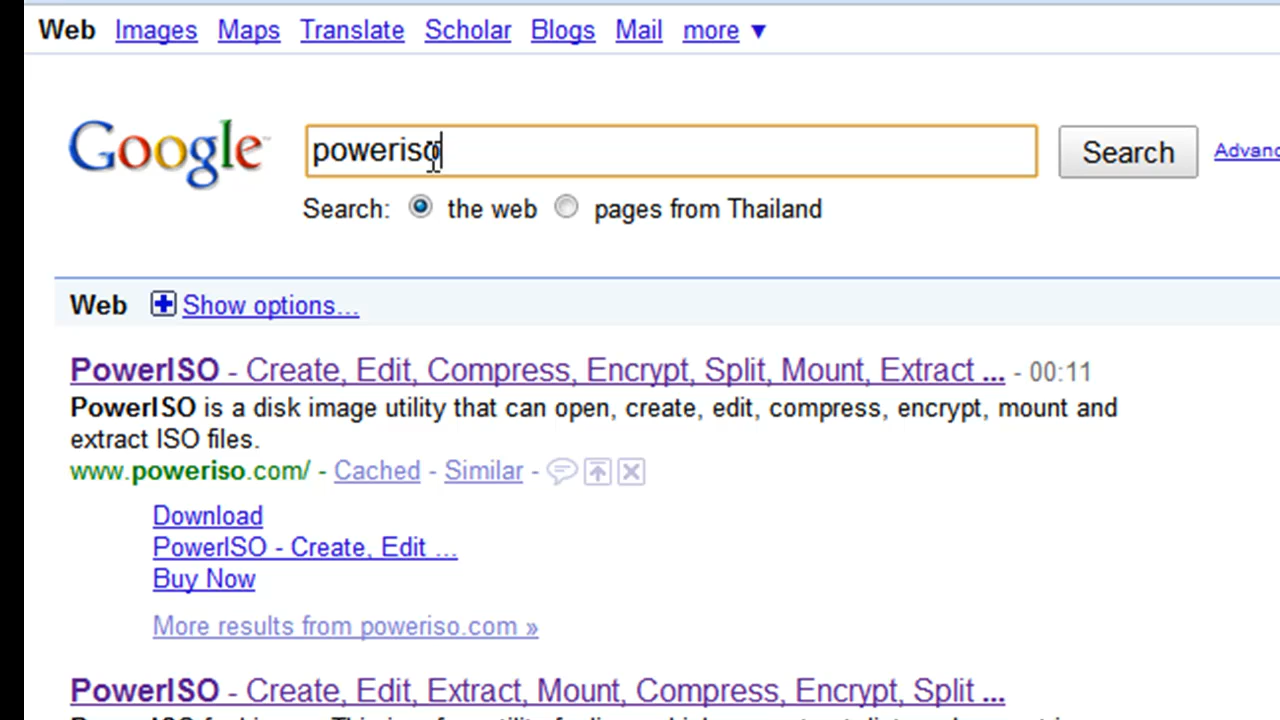 Web Images Maps Translate Scholar Blogs Mail more ▼
Google poweriso Search Advanc
Search: the web pages from Thailand
Web Show options...
PowerISO - Create, Edit, Compress, Encrypt, Split, Mount, Extract ... - 00:11
PowerISO is a disk image utility that can open, create, edit, compress, encrypt, mount and
extract ISO files.
www.poweriso.com/ - Cached - Similar -
Download
PowerISO - Create, Edit ...
Buy Now
More results from poweriso.com »
PowerISO - Create, Edit, Extract, Mount, Compress, Encrypt, Split ...